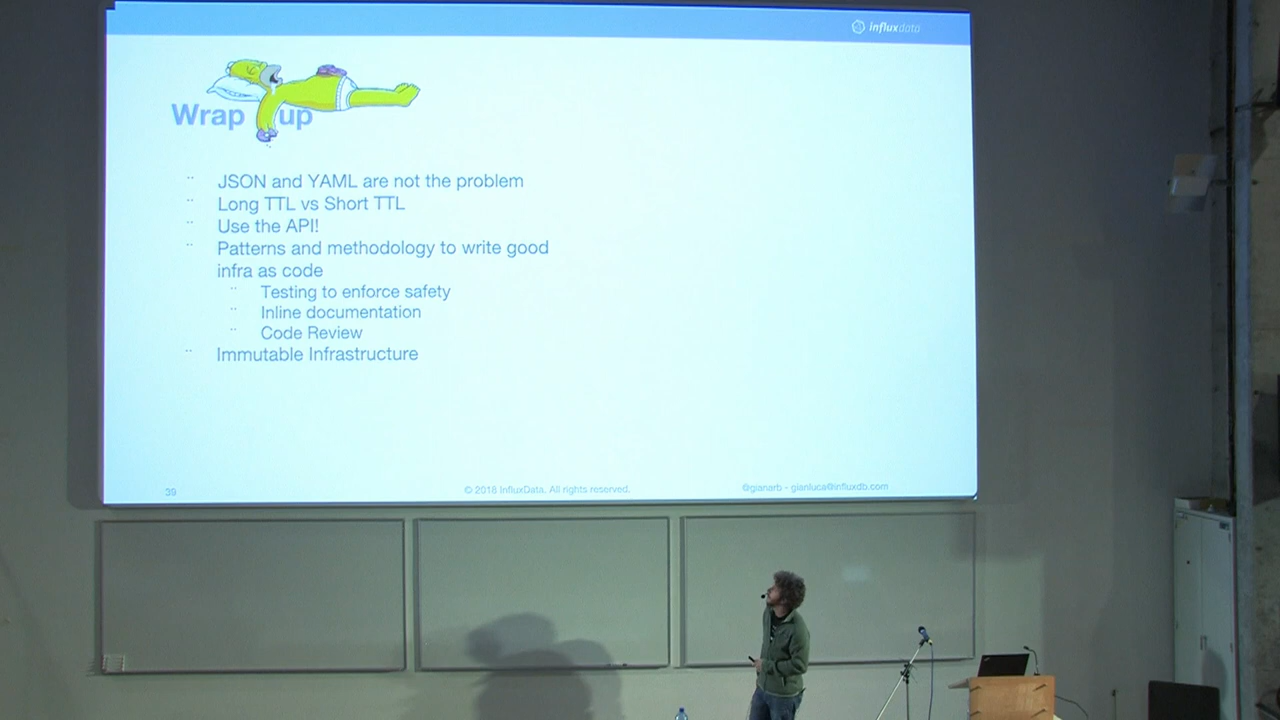 influxdata
Wrap up
JSON and YAML are not the problem
Long TTL vs Short TTL
Use the API!
Patterns and methodology to write good
infra as code
Testing to enforce safety
Inline documentation
Code Review
Immutable Infrastructure
39
© 2018 InfluxData. All rights reserved.
@gianarb - gianluca@influxdb.com